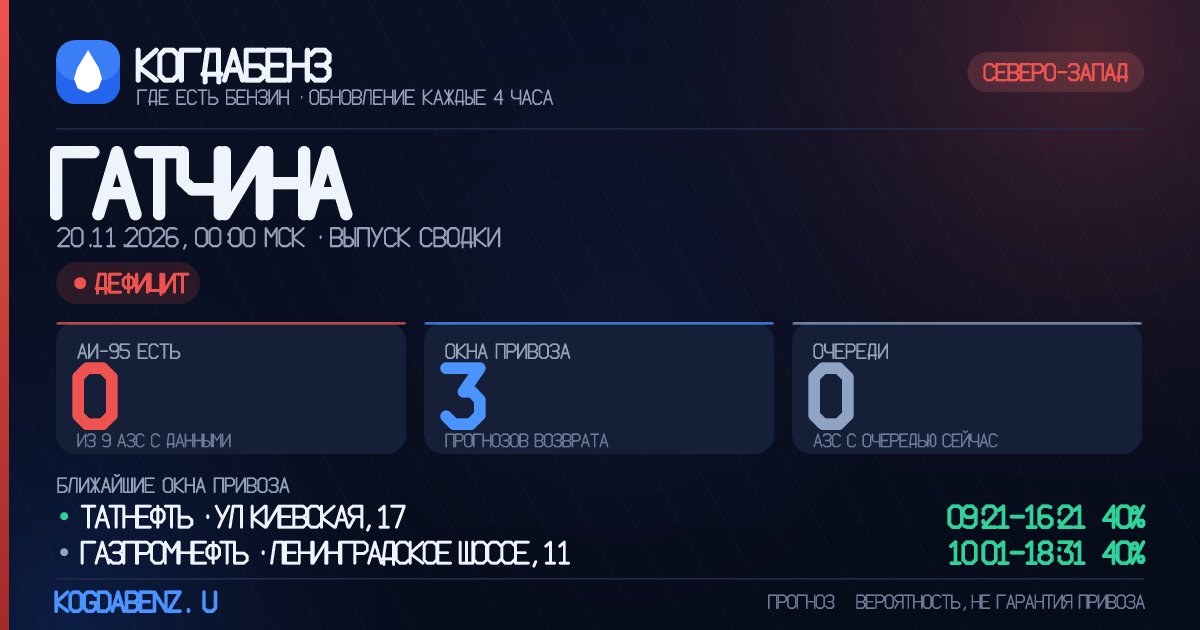 КОГДАБЕНЗ
ГДЕ ЕСТЬ БЕНЗИН · ОБНОВЛЕНИЕ КАЖДЫЕ 4 ЧАСА
СЕВЕРО-ЗАПАД
ГАТЧИНА
20.11.2026, 00:00 МСК · ВЫПУСК СВОДКИ
• ДЕФИЦИТ
АИ-95 ЕСТЬ
0
ИЗ 9 АЗС С ДАННЫМИ
ОКНА ПРИВОЗА
3
ПРОГНОЗОВ ВОЗВРАТА
ОЧЕРЕДИ
0
АЗС С ОЧЕРЕДЬЮ СЕЙЧАС
БЛИЖАЙШИЕ ОКНА ПРИВОЗА
• ТАТНЕФТЬ · УЛ КИЕВСКАЯ, 17 09:21-16:21 40%
• ГАЗПРОМНЕФТЬ · ЛЕНИНГРАДСКОЕ ШОССЕ, 11 10:01-18:31 40%
KOGDABENZ. U
ПРОГНОЗ ВЕРОЯТНОСТЬ, НЕ ГАРАНТИЯ ПРИВОЗА